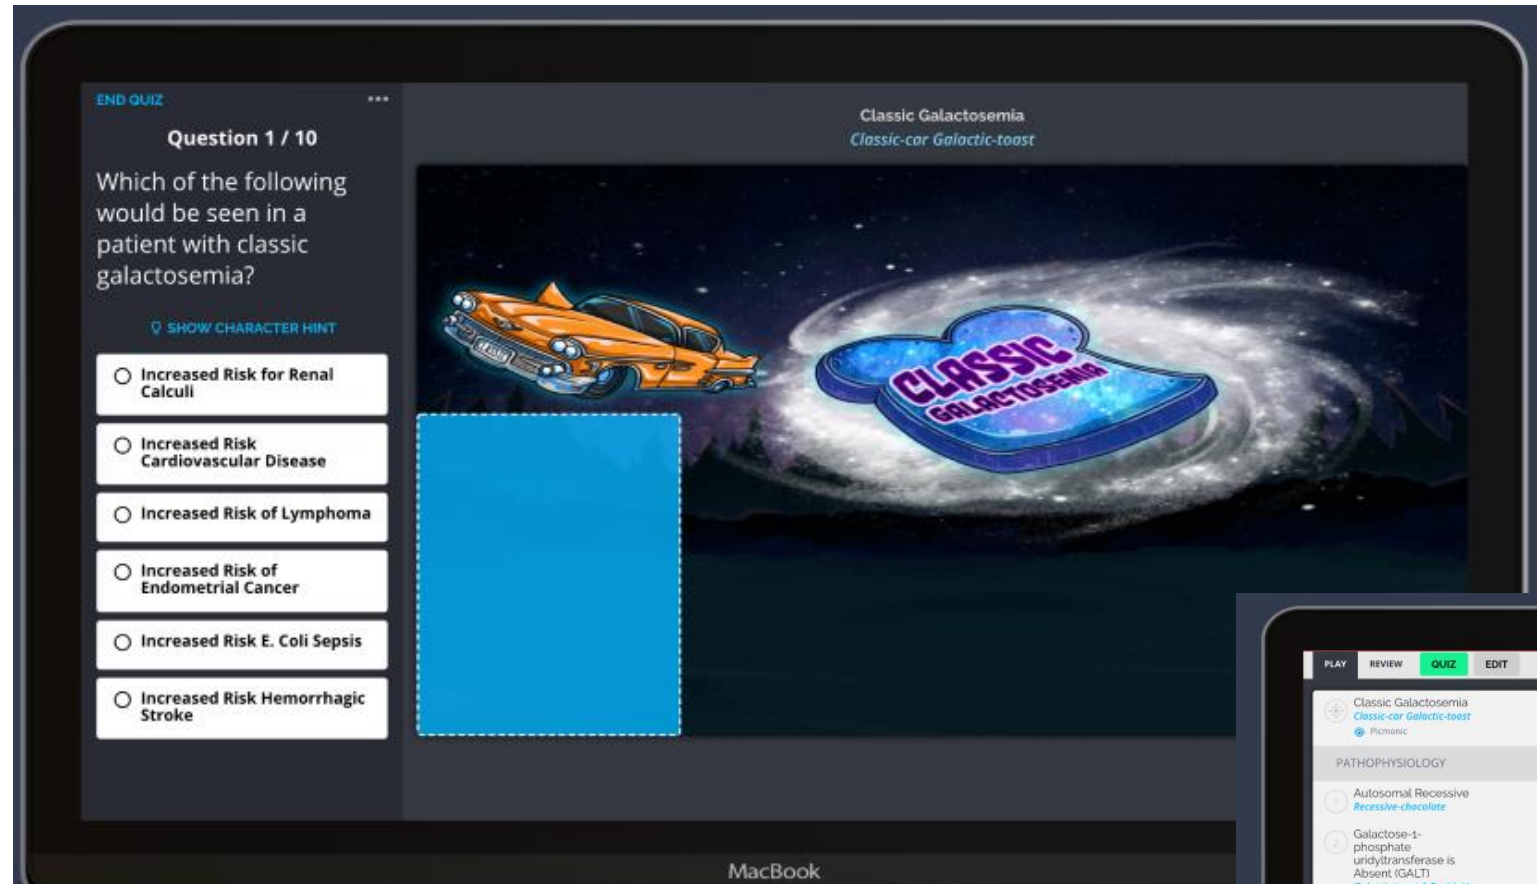 END QUIZ
Question 1 / 10
Which of the following
would be seen in a
patient with classic
galactosemia?
SHOW CHARACTER HINT
Increased Risk for Renal
Calculi
Increased Risk
Cardiovascular Disease
Increased Risk of Lymphoma
Increased Risk of
Endometrial Cancer
Increased Risk E. Coli Sepsis
Increased Risk Hemorrhagic
Stroke
Classic Galactosemia
Classic-car Galactic-toast
CLASSIC
GALACTOSEMIA
MacBook
PLAY REVIEW QUIZ EDIT
Classic Galactosemia
Classic-car Galactic-toast
Picmonic
PATHOPHYSIOLOGY
1
Autosomal Recessive
Recessive-chocolate
2
Galactose-1-
phosphate
uridyltransferase is
Absent (GALT)